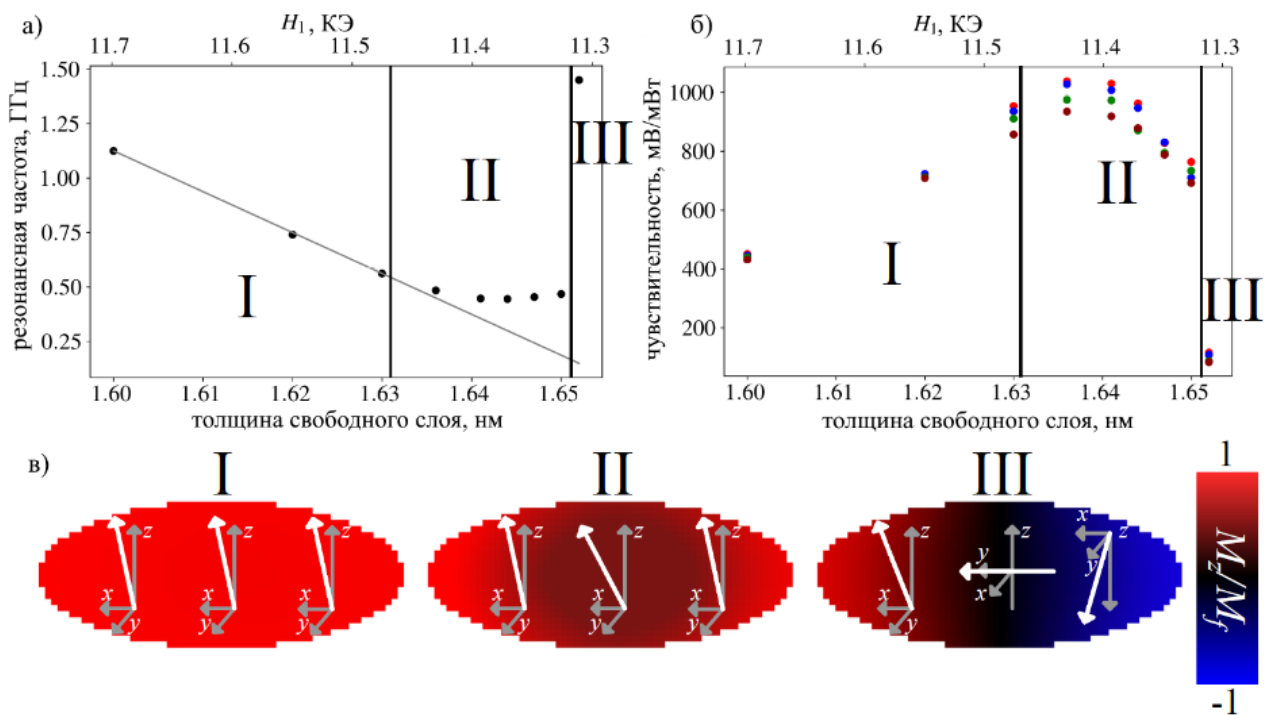 а)
H₁, КЭ
11.7 11.6 11.5 11.4 11.3
резонансная частота, ГГц
1.50
1.25
1.00
0.75
0.50
0.25
I
II
III
1.60 1.61 1.62 1.63 1.64 1.65
толщина свободного слоя, нм
б)
H₁, КЭ
11.7 11.6 11.5 11.4 11.3
чувствительность, мВ/мВт
1000
800
600
400
200
I
II
III
1.60 1.61 1.62 1.63 1.64 1.65
толщина свободного слоя, нм
в)
I
z
x
y
z
x
y
z
x
y
II
z
x
y
z
x
y
z
x
y
III
z
x
y
z
y
x
x
z
y
1
M_z/M_f
-1